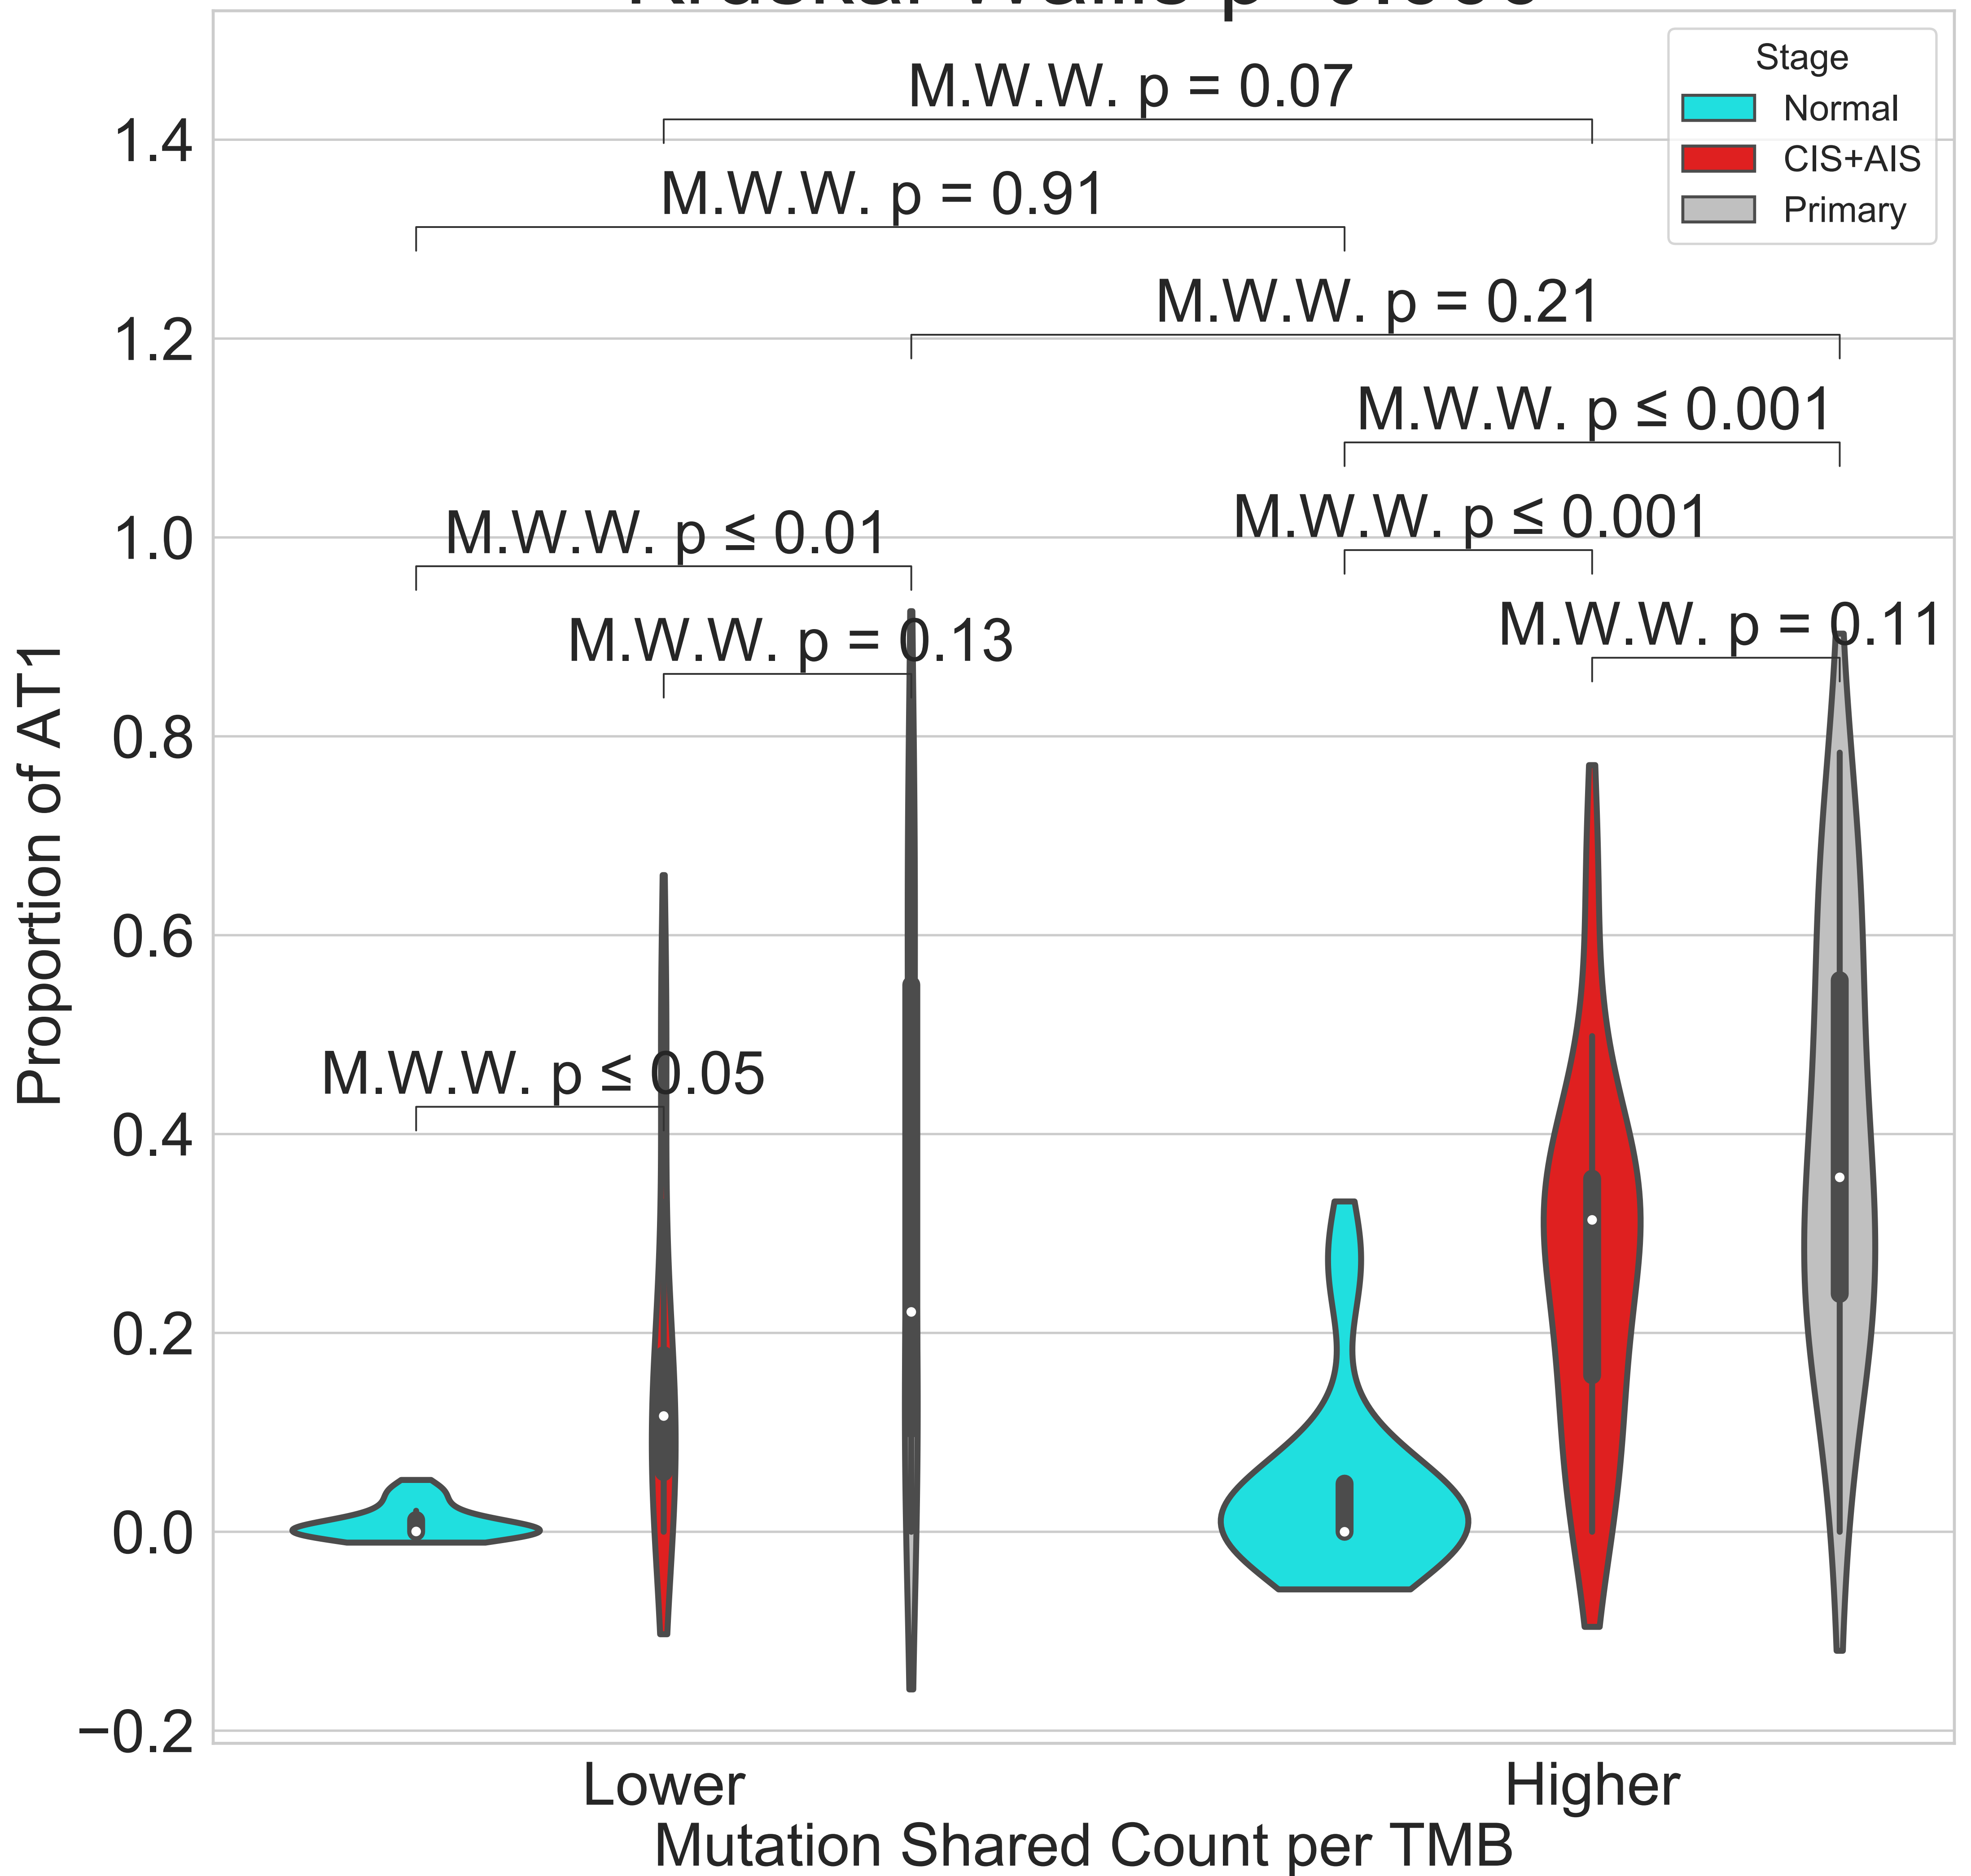 Stage
Normal
CIS+AIS
Primary
M.W.W. p = 0.07
M.W.W. p = 0.91
M.W.W. p = 0.21
M.W.W. p ≤ 0.001
M.W.W. p ≤ 0.01
M.W.W. p ≤ 0.001
M.W.W. p = 0.13
M.W.W. p = 0.11
M.W.W. p ≤ 0.05
Proportion of AT1
1.4
1.2
1.0
0.8
0.6
0.4
0.2
0.0
−0.2
Lower
Higher
Mutation Shared Count per TMB